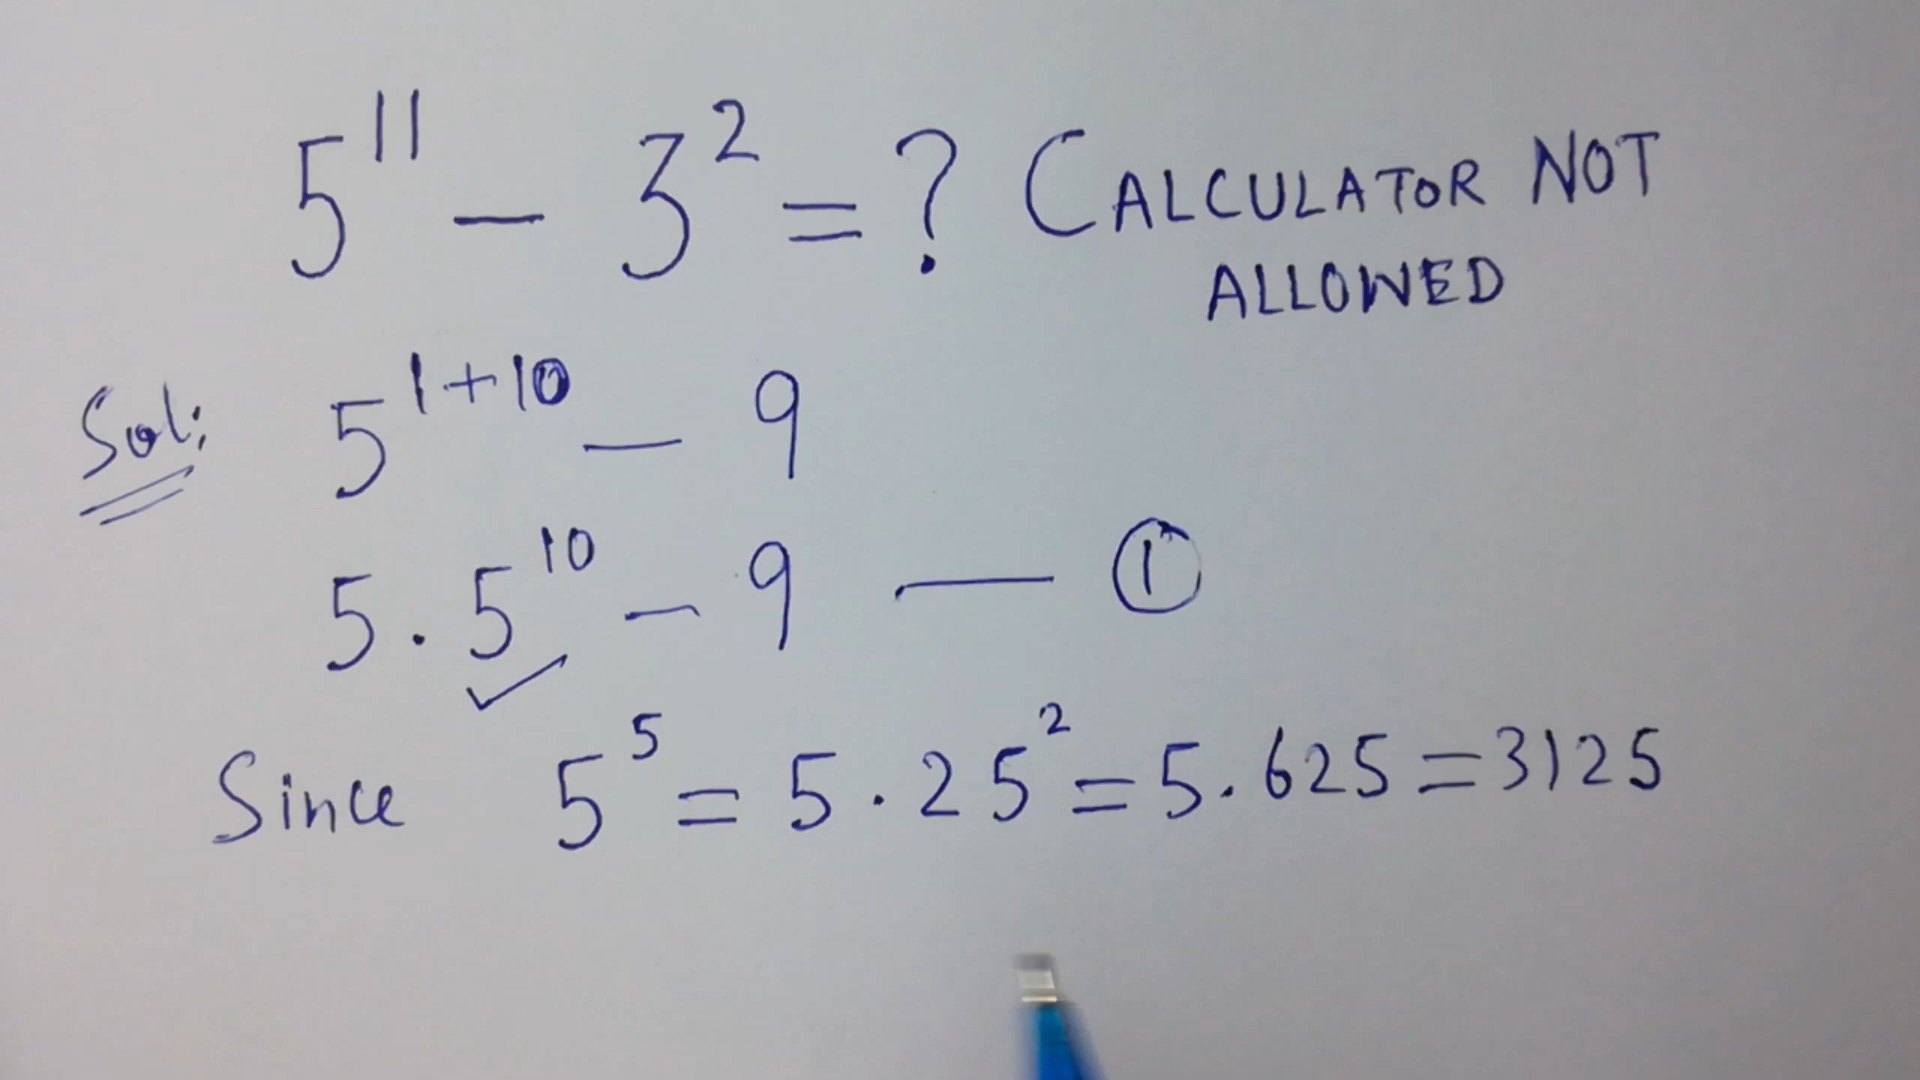 5¹¹ − 3² = ? CALCULATOR NOT
ALLOWED
Sol: 5¹⁺¹⁰ − 9
5 . 5¹⁰ − 9 — ①
Since 5⁵ = 5 . 25² = 5 . 625 = 3125